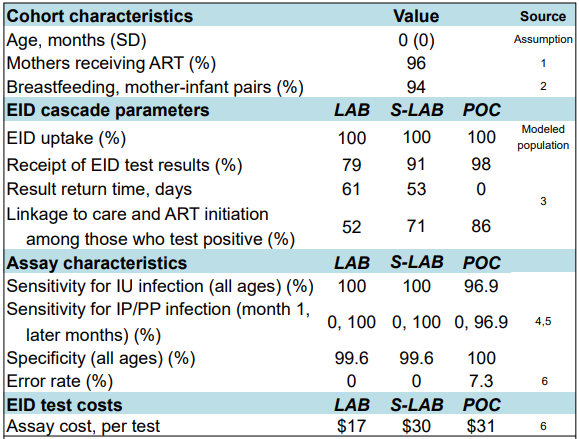 Cohort characteristics Value Source
Age, months (SD) 0 (0) Assumption
Mothers receiving ART (%) 96 1
Breastfeeding, mother-infant pairs (%) 94 2
EID cascade parameters LAB S-LAB POC
EID uptake (%) 100 100 100 Modeled population
Receipt of EID test results (%) 79 91 98
Result return time, days 61 53 0
3
Linkage to care and ART initiation
among those who test positive (%) 52 71 86
Assay characteristics LAB S-LAB POC
Sensitivity for IU infection (all ages) (%) 100 100 96.9
Sensitivity for IP/PP infection (month 1,
later months) (%) 0, 100 0, 100 0, 96.9 4,5
Specificity (all ages) (%) 99.6 99.6 100
Error rate (%) 0 0 7.3 6
EID test costs LAB S-LAB POC
Assay cost, per test $17 $30 $31 6